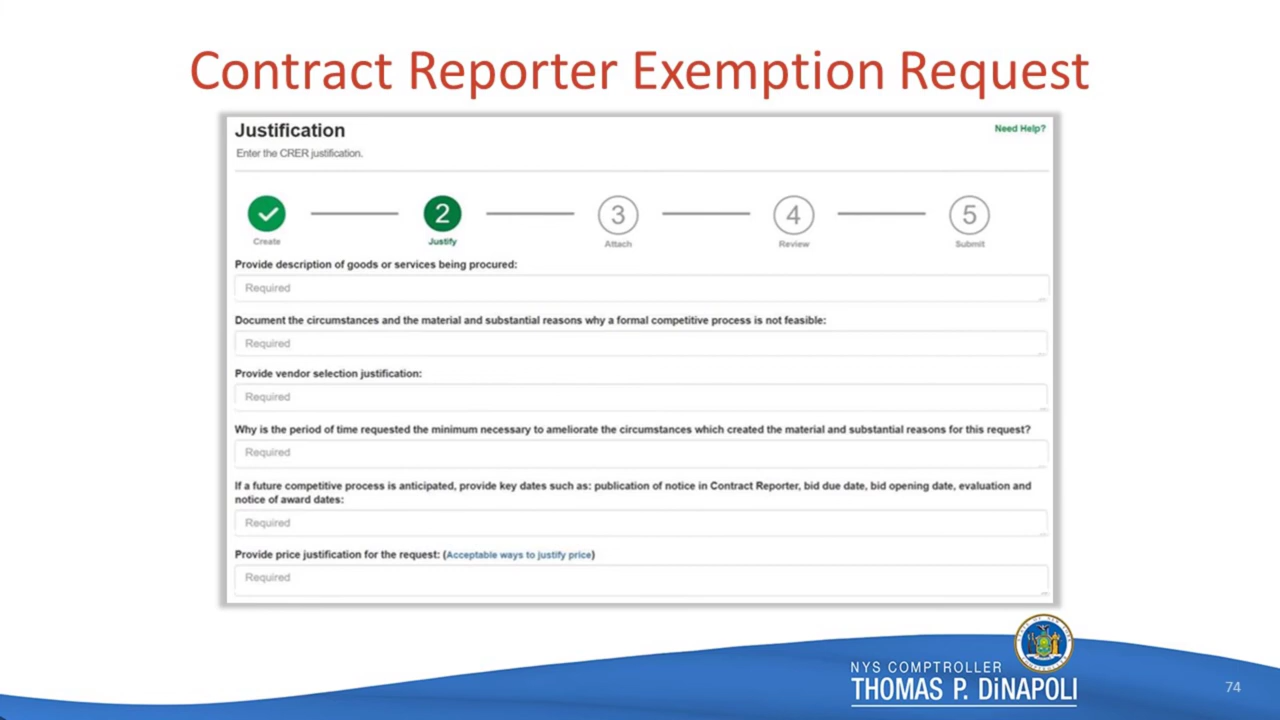 Contract Reporter Exemption Request
Justification
Need Help?
Enter the CRER justification.
2
3
4
5
Create
Justify
Attach
Review
Submit
Provide description of goods or services being procured:
Required
Document the circumstances and the material and substantial reasons why a formal competitive process is not feasible:
Required
Provide vendor selection justification:
Required
Why is the period of time requested the minimum necessary to ameliorate the circumstances which created the material and substantial reasons for this request?
Required
If a future competitive process is anticipated, provide key dates such as: publication of notice in Contract Reporter, bid due date, bid opening date, evaluation and
notice of award dates:
Required
Provide price justification for the request: (Acceptable ways to justify price)
Required
NYS COMPTROLLER
THOMAS P. DiNAPOLI
74